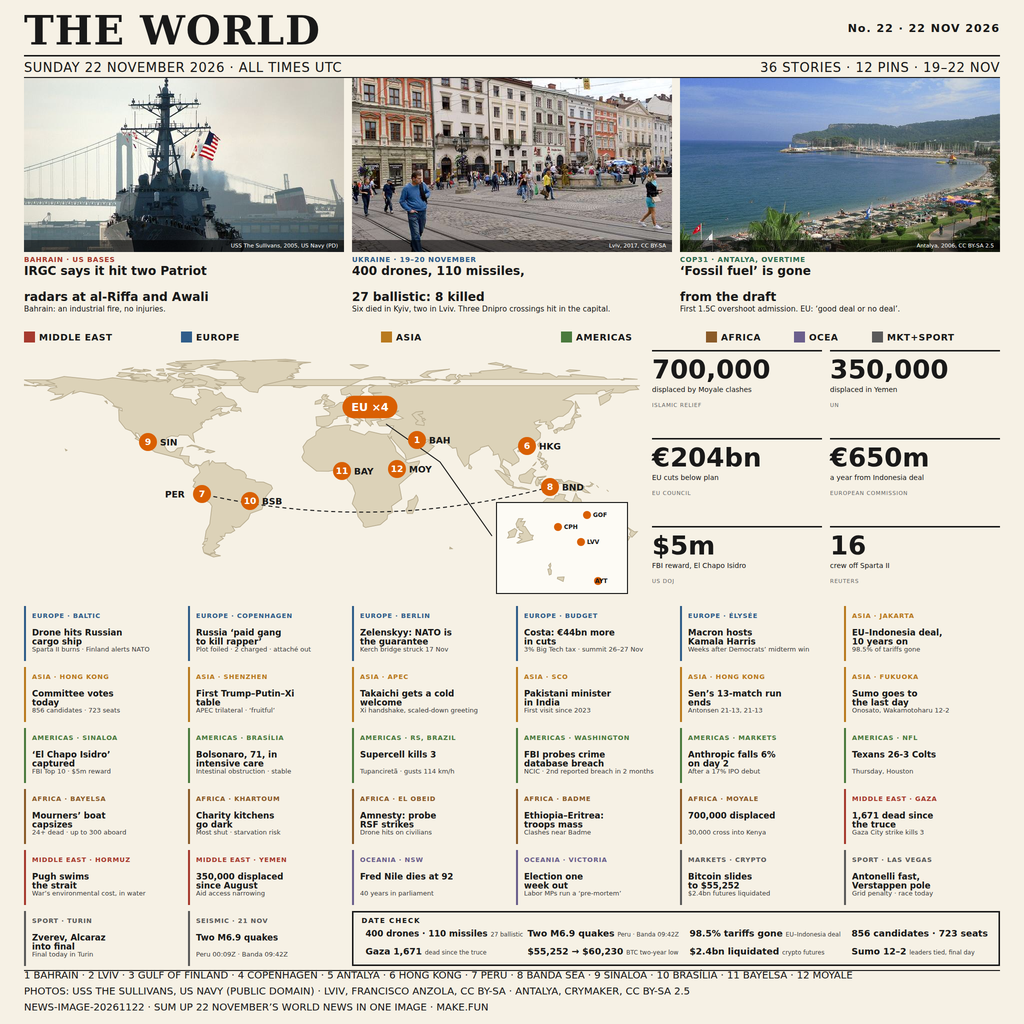 THE WORLD
No. 22 · 22 NOV 2026
SUNDAY 22 NOVEMBER 2026 · ALL TIMES UTC
36 STORIES · 12 PINS · 19–22 NOV
USS The Sullivans, 2005, US Navy (PD)
Lviv, 2017, CC BY-SA
Antalya, 2006, CC BY-SA 2.5
BAHRAIN · US BASES
IRGC says it hit two Patriot
radars at al-Riffa and Awali
Bahrain: an industrial fire, no injuries.
UKRAINE · 19–20 NOVEMBER
400 drones, 110 missiles,
27 ballistic: 8 killed
Six died in Kyiv, two in Lviv. Three Dnipro crossings hit in the capital.
COP31 · ANTALYA, OVERTIME
‘Fossil fuel’ is gone
from the draft
First 1.5C overshoot admission. EU: ‘good deal or no deal’.
MIDDLE EAST
EUROPE
ASIA
AMERICAS
AFRICA
OCEA
MKT+SPORT
EU ×4
9 SIN
1 BAH
6 HKG
11 BAY
12 MOY
PER 7
10 BSB
8 BND
GOF
CPH
LVV
AYT
700,000
displaced by Moyale clashes
ISLAMIC RELIEF
350,000
displaced in Yemen
UN
€204bn
EU cuts below plan
EU COUNCIL
€650m
a year from Indonesia deal
EUROPEAN COMMISSION
$5m
FBI reward, El Chapo Isidro
US DOJ
16
crew off Sparta II
REUTERS
EUROPE · BALTIC
Drone hits Russian
cargo ship
Sparta II burns · Finland alerts NATO
EUROPE · COPENHAGEN
Russia ‘paid gang
to kill rapper’
Plot foiled · 2 charged · attaché out
EUROPE · BERLIN
Zelenskyy: NATO is
the guarantee
Kerch bridge struck 17 Nov
EUROPE · BUDGET
Costa: €44bn more
in cuts
3% Big Tech tax · summit 26–27 Nov
EUROPE · ÉLYSÉE
Macron hosts
Kamala Harris
Weeks after Democrats’ midterm win
ASIA · JAKARTA
EU–Indonesia deal,
10 years on
98.5% of tariffs gone
ASIA · HONG KONG
Committee votes
today
856 candidates · 723 seats
ASIA · SHENZHEN
First Trump–Putin–Xi
table
APEC trilateral · ‘fruitful’
ASIA · APEC
Takaichi gets a cold
welcome
Xi handshake, scaled-down greeting
ASIA · SCO
Pakistani minister
in India
First visit since 2023
ASIA · HONG KONG
Sen’s 13-match run
ends
Antonsen 21-13, 21-13
ASIA · FUKUOKA
Sumo goes to
the last day
Onosato, Wakamotoharu 12-2
AMERICAS · SINALOA
‘El Chapo Isidro’
captured
FBI Top 10 · $5m reward
AMERICAS · BRASÍLIA
Bolsonaro, 71, in
intensive care
Intestinal obstruction · stable
AMERICAS · RS, BRAZIL
Supercell kills 3
Tupanciretã · gusts 114 km/h
AMERICAS · WASHINGTON
FBI probes crime
database breach
NCIC · 2nd reported breach in 2 months
AMERICAS · MARKETS
Anthropic falls 6%
on day 2
After a 17% IPO debut
AMERICAS · NFL
Texans 26-3 Colts
Thursday, Houston
AFRICA · BAYELSA
Mourners’ boat
capsizes
24+ dead · up to 300 aboard
AFRICA · KHARTOUM
Charity kitchens
go dark
Most shut · starvation risk
AFRICA · EL OBEID
Amnesty: probe
RSF strikes
Drone hits on civilians
AFRICA · BADME
Ethiopia–Eritrea:
troops mass
Clashes near Badme
AFRICA · MOYALE
700,000 displaced
30,000 cross into Kenya
MIDDLE EAST · GAZA
1,671 dead since
the truce
Gaza City strike kills 3
MIDDLE EAST · HORMUZ
Pugh swims
the strait
War’s environmental cost, in water
MIDDLE EAST · YEMEN
350,000 displaced
since August
Aid access narrowing
OCEANIA · NSW
Fred Nile dies at 92
40 years in parliament
OCEANIA · VICTORIA
Election one
week out
Labor MPs run a ‘pre-mortem’
MARKETS · CRYPTO
Bitcoin slides
to $55,252
$2.4bn futures liquidated
SPORT · LAS VEGAS
Antonelli fast,
Verstappen pole
Grid penalty · race today
SPORT · TURIN
Zverev, Alcaraz
into final
Final today in Turin
SEISMIC · 21 NOV
Two M6.9 quakes
Peru 00:09Z · Banda 09:42Z
DATE CHECK
400 drones · 110 missiles 27 ballistic
Two M6.9 quakes Peru · Banda 09:42Z
98.5% tariffs gone EU–Indonesia deal
856 candidates · 723 seats
Gaza 1,671 dead since the truce
$55,252 → $60,230 BTC two-year low
$2.4bn liquidated crypto futures
Sumo 12–2 leaders tied, final day
1 BAHRAIN · 2 LVIV · 3 GULF OF FINLAND · 4 COPENHAGEN · 5 ANTALYA · 6 HONG KONG · 7 PERU · 8 BANDA SEA · 9 SINALOA · 10 BRASÍLIA · 11 BAYELSA · 12 MOYALE
PHOTOS: USS THE SULLIVANS, US NAVY (PUBLIC DOMAIN) · LVIV, FRANCISCO ANZOLA, CC BY-SA · ANTALYA, CRYMAKER, CC BY-SA 2.5
NEWS-IMAGE-20261122 · SUM UP 22 NOVEMBER’S WORLD NEWS IN ONE IMAGE · MAKE.FUN